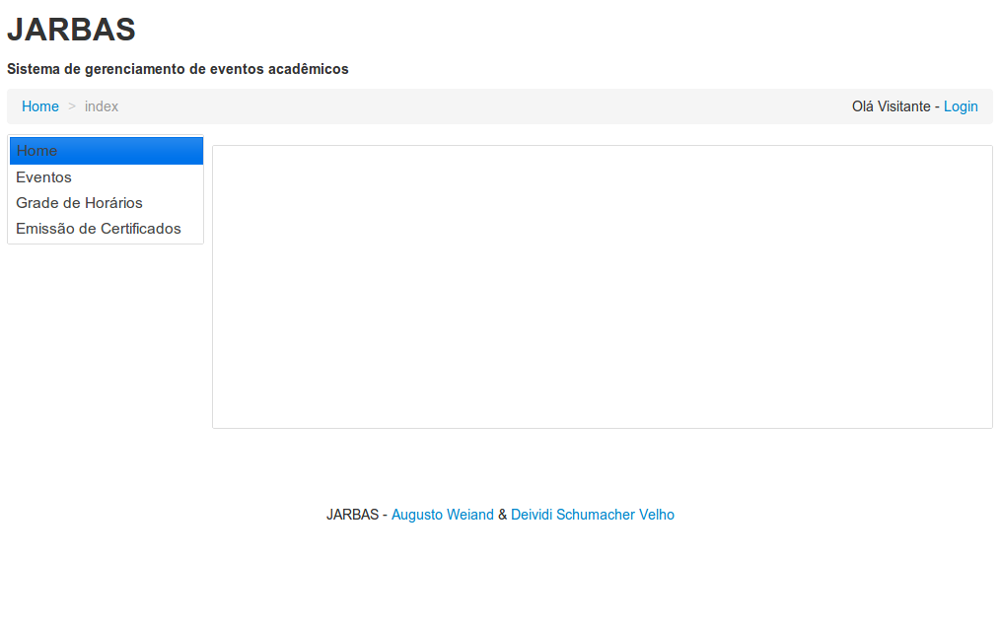 JARBAS
Sistema de gerenciamento de eventos acadêmicos
Home > index Olá Visitante - Login
Home
Eventos
Grade de Horários
Emissão de Certificados
JARBAS - Augusto Weiand & Deividi Schumacher Velho